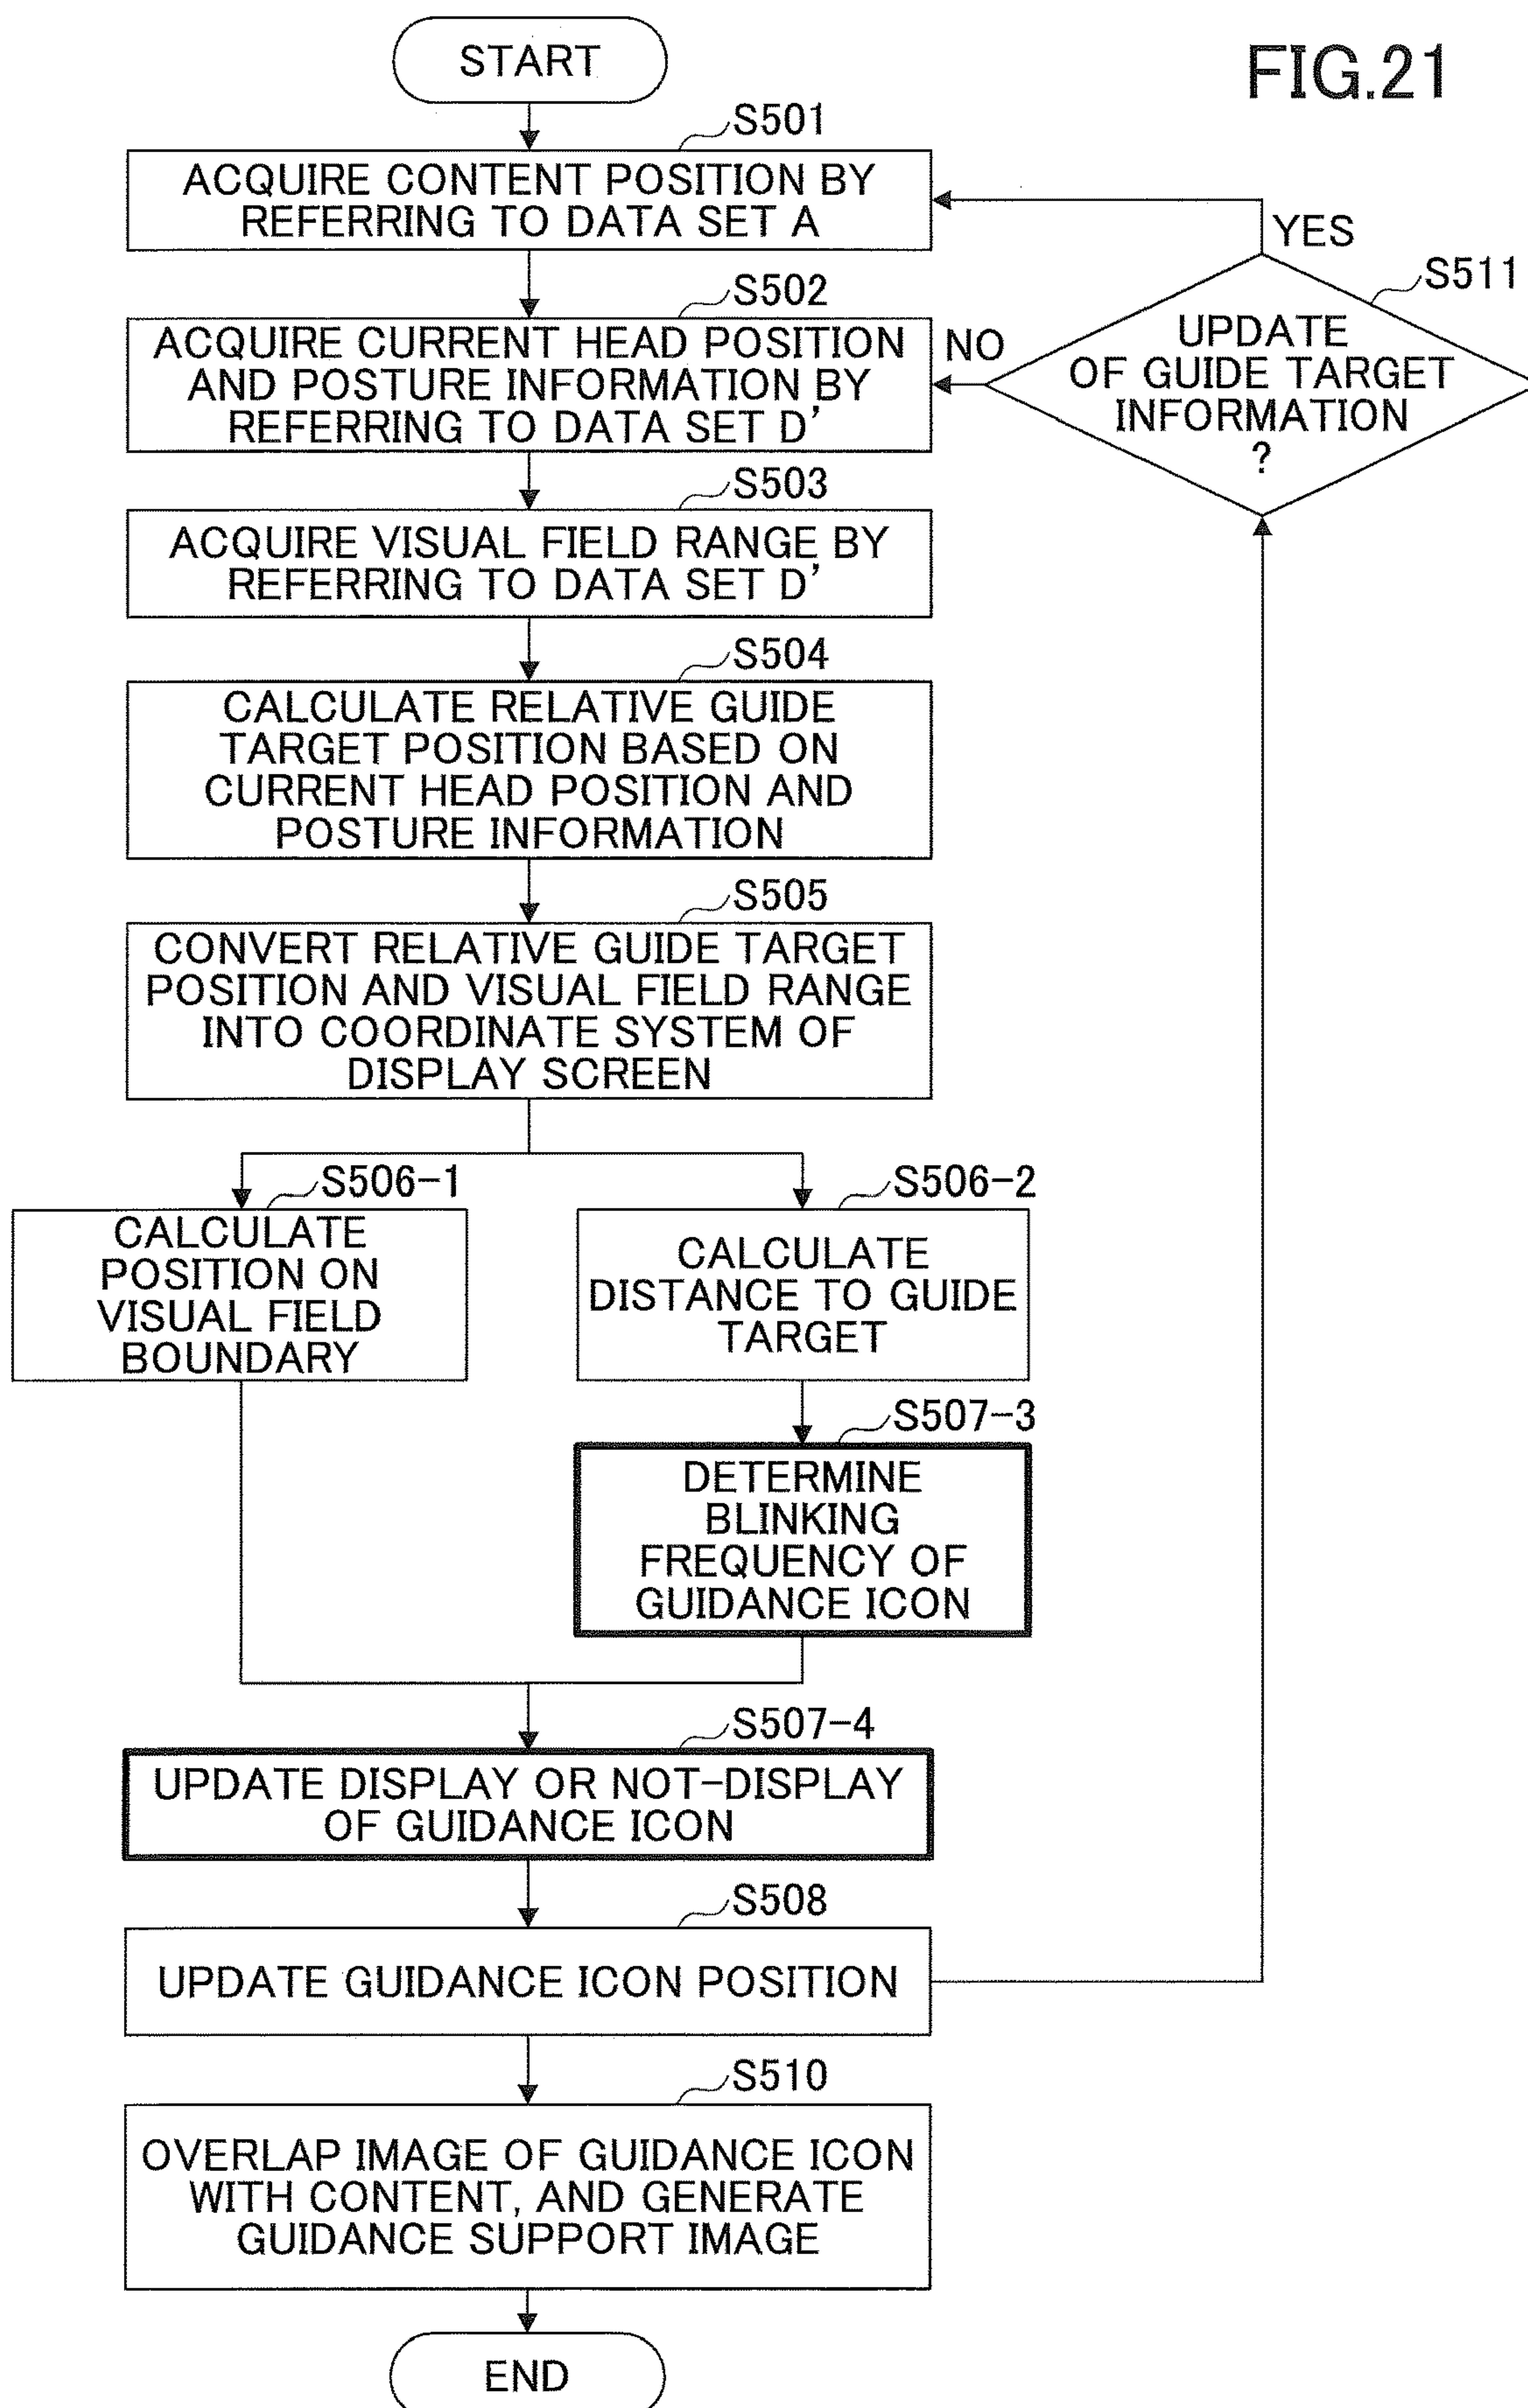 FIG.21
START
S501
ACQUIRE CONTENT POSITION BY
REFERRING TO DATA SET A
YES
S511
UPDATE
OF GUIDE TARGET
INFORMATION
?
NO
S502
ACQUIRE CURRENT HEAD POSITION
AND POSTURE INFORMATION BY
REFERRING TO DATA SET D’
S503
ACQUIRE VISUAL FIELD RANGE BY
REFERRING TO DATA SET D’
S504
CALCULATE RELATIVE GUIDE
TARGET POSITION BASED ON
CURRENT HEAD POSITION AND
POSTURE INFORMATION
S505
CONVERT RELATIVE GUIDE TARGET
POSITION AND VISUAL FIELD RANGE
INTO COORDINATE SYSTEM OF
DISPLAY SCREEN
S506-1
CALCULATE
POSITION ON
VISUAL FIELD
BOUNDARY
S506-2
CALCULATE
DISTANCE TO GUIDE
TARGET
S507-3
DETERMINE
BLINKING
FREQUENCY OF
GUIDANCE ICON
S507-4
UPDATE DISPLAY OR NOT-DISPLAY
OF GUIDANCE ICON
S508
UPDATE GUIDANCE ICON POSITION
S510
OVERLAP IMAGE OF GUIDANCE ICON
WITH CONTENT, AND GENERATE
GUIDANCE SUPPORT IMAGE
END